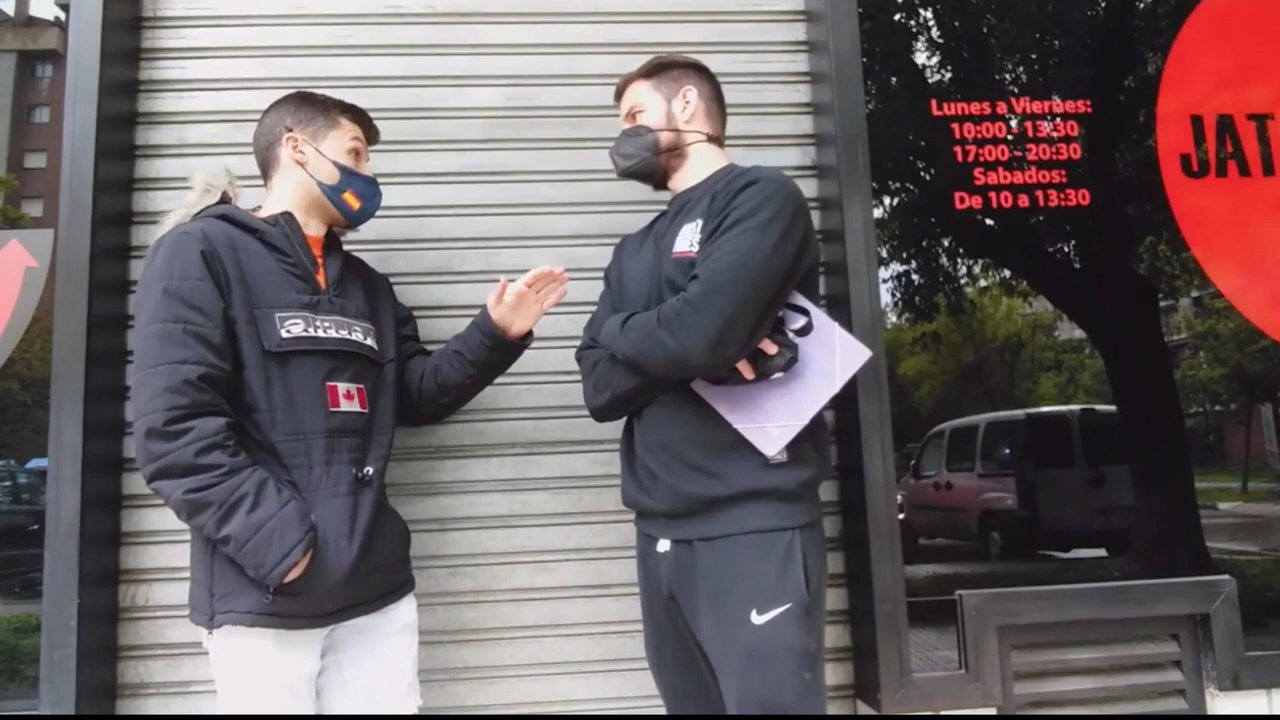 Lunes a Viernes:
10:00 - 13:30
17:00 - 20:30
Sabados:
De 10 a 13:30
JAT